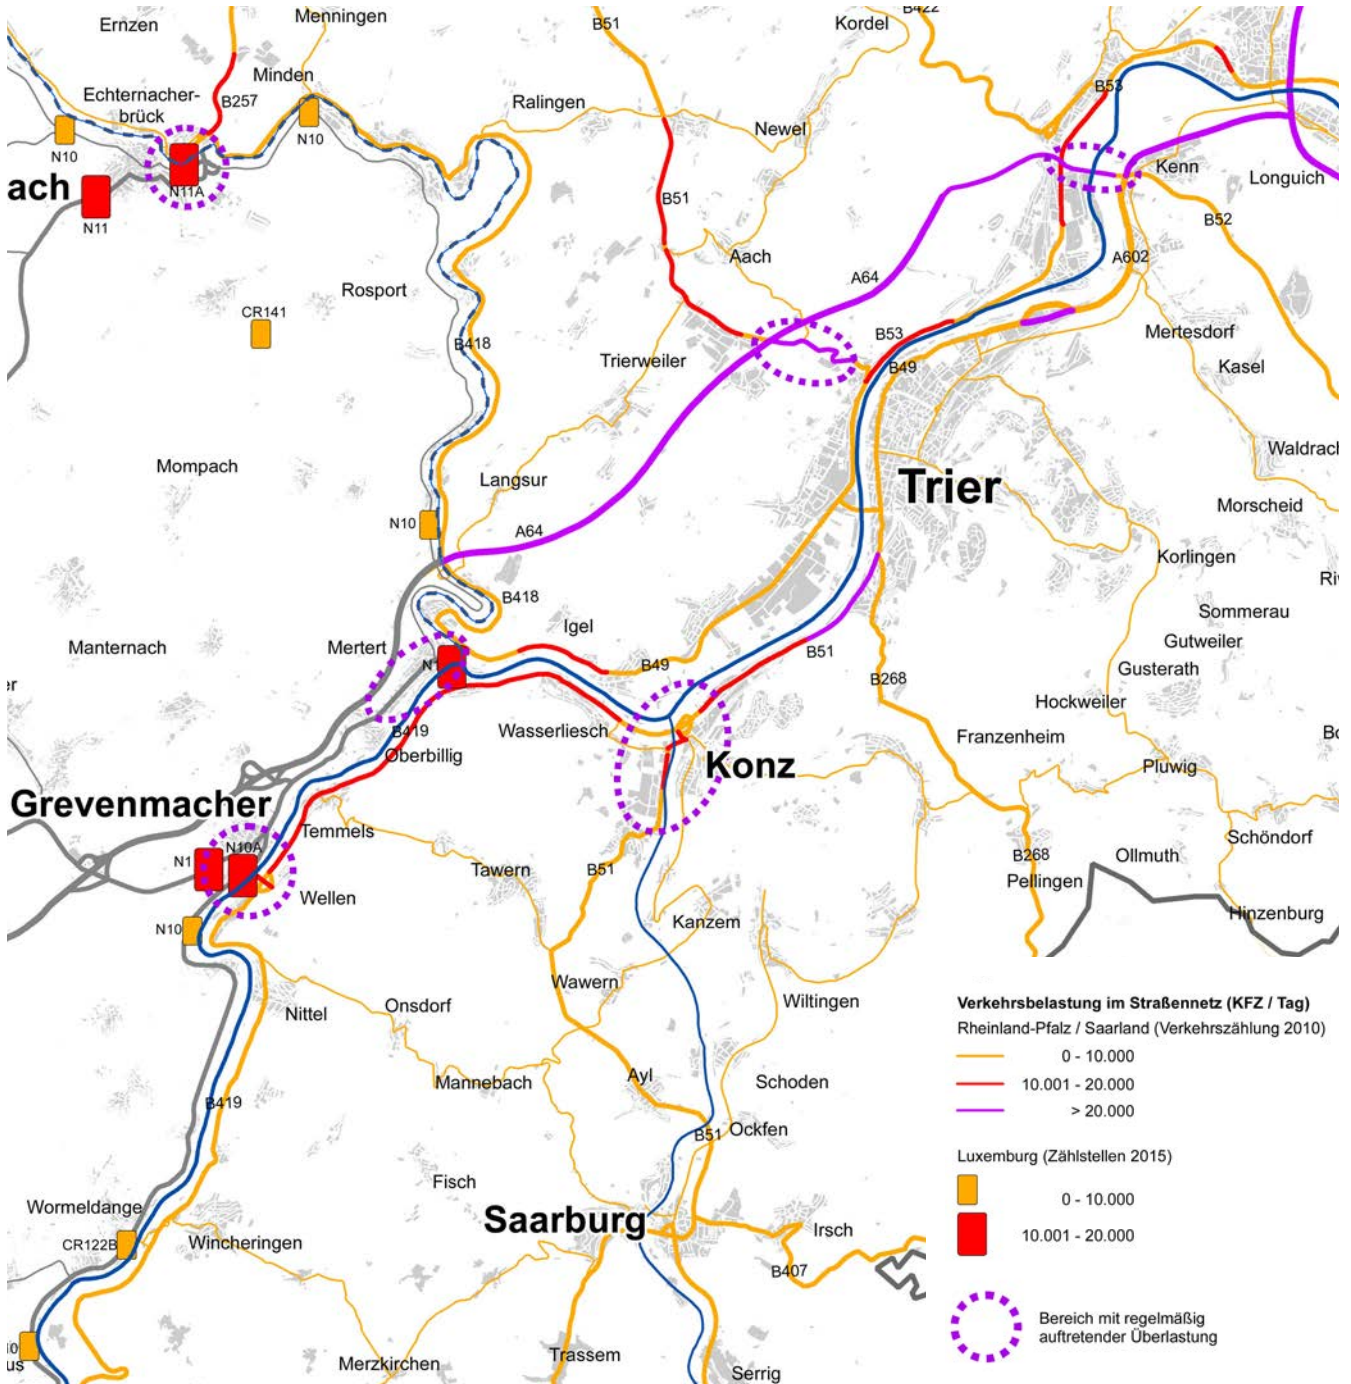 Ernzen
Menningen
B51
Kordel
B422
Minden
Echternacher-
brück
B257
Ralingen
B53
N10
N10
Newel
Kenn
Longuich
ach
N11A
N11
B51
B52
Aach
A602
Rosport
A64
CR141
B418
B53
Mertesdorf
Trierweiler
B49
Kasel
Waldrach
Mompach
Langsur
Trier
Morscheid
N10
A64
Korlingen
B418
Sommerau
Igel
Gutweiler
Manternach
Mertert
B51
N1
B49
Gusterath
er
B268
Hockweiler
Wasserliesch
B419
Franzenheim
Oberbillig
Konz
Pluwig
Grevenmacher
Temmels
Schöndorf
N10A
N1
B268
Ollmuth
Tawern
B51
Pellingen
Wellen
Hinzenburg
N10
Kanzem
Wawern
Wiltingen
Nittel
Onsdorf
Ayl
Mannebach
Schoden
B419
B51
Ockfen
Fisch
Wormeldange
Saarburg
Irsch
CR122B
Wincheringen
B407
us
Merzkirchen
Trassem
Serrig
Verkehrsbelastung im Straßennetz (KFZ / Tag)
Rheinland-Pfalz / Saarland (Verkehrszählung 2010)
0 - 10.000
10.001 - 20.000
> 20.000
Luxemburg (Zählstellen 2015)
0 - 10.000
10.001 - 20.000
Bereich mit regelmäßig
auftretender Überlastung